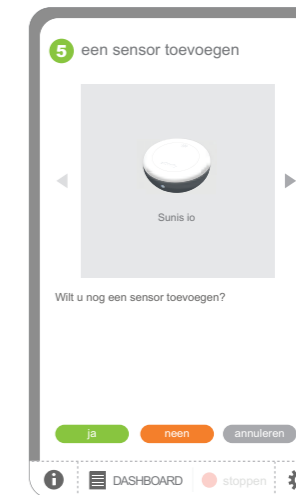 5 een sensor toevoegen
Sunis io
Wilt u nog een sensor toevoegen?
ja neen annuleren
DASHBOARD stoppen